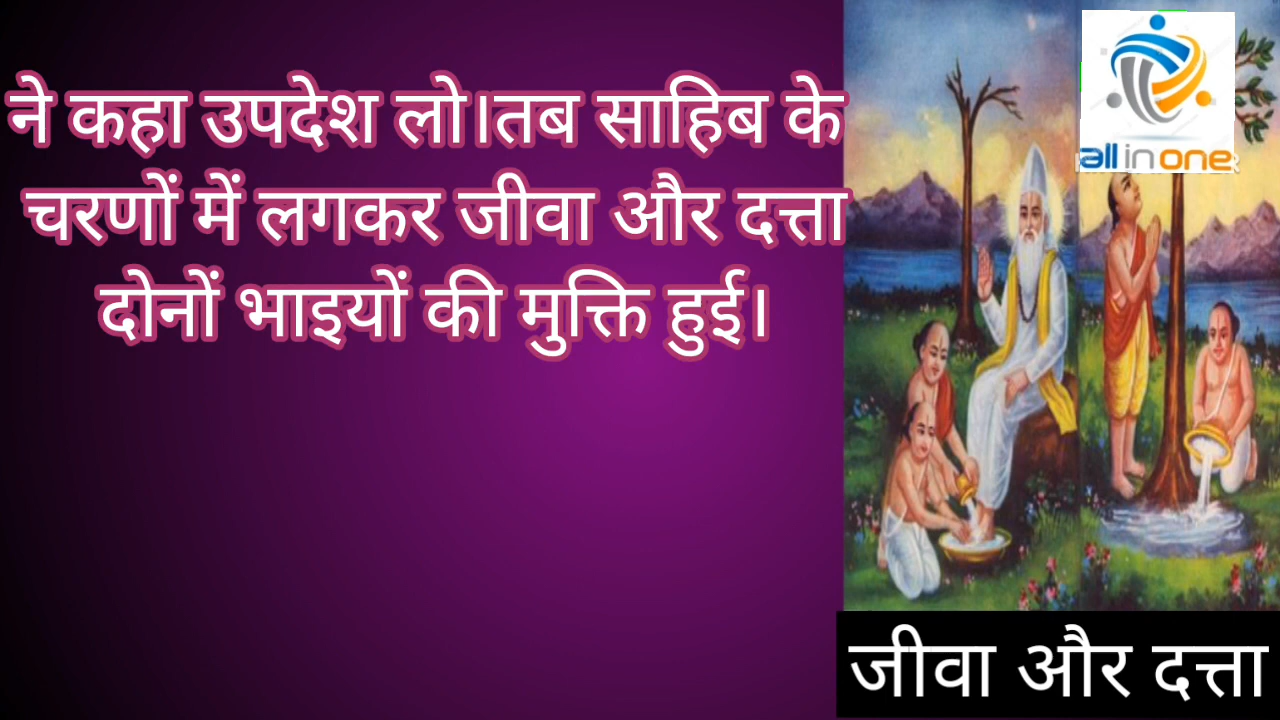 ने कहा उपदेश लो।तब साहिब के
चरणों में लगकर जीवा और दत्ता
दोनों भाइयों की मुक्ति हुई।
all in one
जीवा और दत्ता